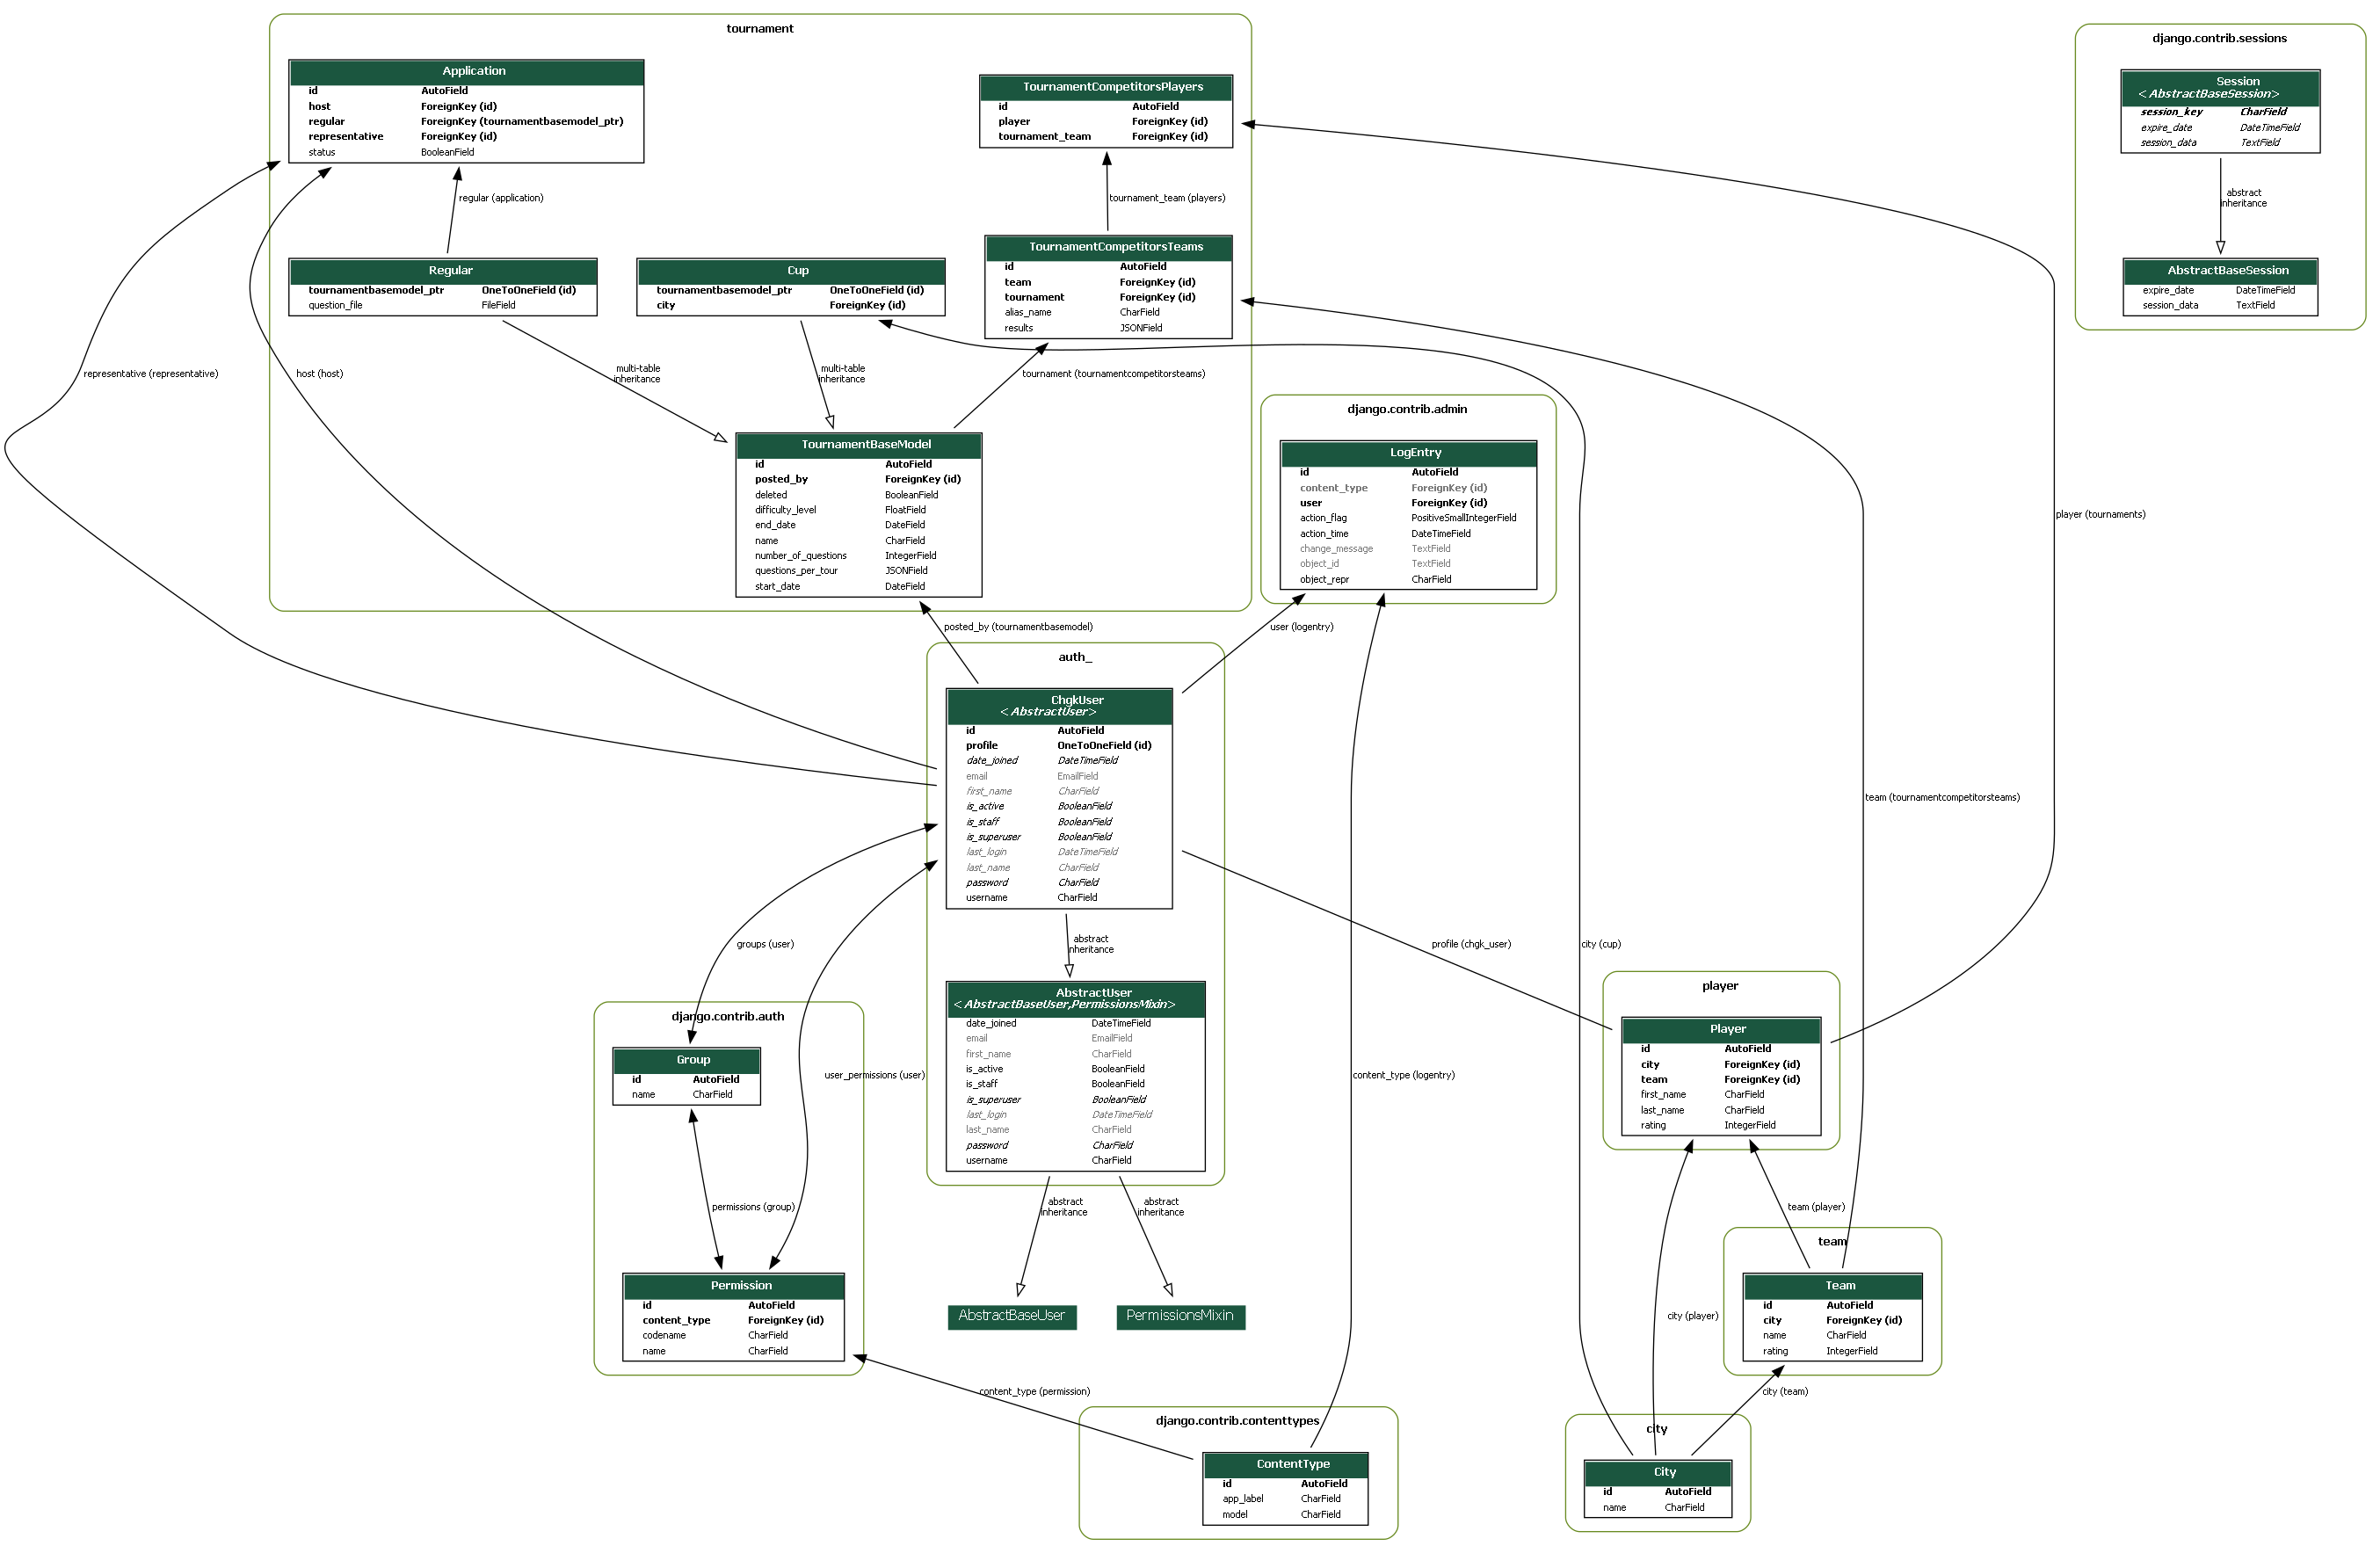 tournament
Application
id AutoField
host ForeignKey (id)
regular ForeignKey (tournamentbasemodel_ptr)
representative ForeignKey (id)
status BooleanField
TournamentCompetitorsPlayers
id AutoField
player ForeignKey (id)
tournament_team ForeignKey (id)
regular (application)
tournament_team (players)
Regular
tournamentbasemodel_ptr OneToOneField (id)
question_file FileField
Cup
tournamentbasemodel_ptr OneToOneField (id)
city ForeignKey (id)
TournamentCompetitorsTeams
id AutoField
team ForeignKey (id)
tournament ForeignKey (id)
alias_name CharField
results JSONField
representative (representative)
host (host)
multi-table
inheritance
multi-table
inheritance
tournament (tournamentcompetitorsteams)
TournamentBaseModel
id AutoField
posted_by ForeignKey (id)
deleted BooleanField
difficulty_level FloatField
end_date DateField
name CharField
number_of_questions IntegerField
questions_per_tour JSONField
start_date DateField
django.contrib.sessions
Session
<AbstractBaseSession>
session_key CharField
expire_date DateTimeField
session_data TextField
abstract
inheritance
AbstractBaseSession
expire_date DateTimeField
session_data TextField
django.contrib.admin
LogEntry
id AutoField
content_type ForeignKey (id)
user ForeignKey (id)
action_flag PositiveSmallIntegerField
action_time DateTimeField
change_message TextField
object_id TextField
object_repr CharField
player (tournaments)
posted_by (tournamentbasemodel)
user (logentry)
auth_
ChgkUser
<AbstractUser>
id AutoField
profile OneToOneField (id)
date_joined DateTimeField
email EmailField
first_name CharField
is_active BooleanField
is_staff BooleanField
is_superuser BooleanField
last_login DateTimeField
last_name CharField
password CharField
username CharField
team (tournamentcompetitorsteams)
groups (user)
abstract
inheritance
profile (chgk_user)
city (cup)
AbstractUser
<AbstractBaseUser,PermissionsMixin>
date_joined DateTimeField
email EmailField
first_name CharField
is_active BooleanField
is_staff BooleanField
is_superuser BooleanField
last_login DateTimeField
last_name CharField
password CharField
username CharField
django.contrib.auth
Group
id AutoField
name CharField
user_permissions (user)
content_type (logentry)
player
Player
id AutoField
city ForeignKey (id)
team ForeignKey (id)
first_name CharField
last_name CharField
rating IntegerField
permissions (group)
abstract
inheritance
abstract
inheritance
team (player)
team
Team
id AutoField
city ForeignKey (id)
name CharField
rating IntegerField
Permission
id AutoField
content_type ForeignKey (id)
codename CharField
name CharField
AbstractBaseUser
PermissionsMixin
city (player)
content_type (permission)
city (team)
django.contrib.contenttypes
ContentType
id AutoField
app_label CharField
model CharField
city
City
id AutoField
name CharField